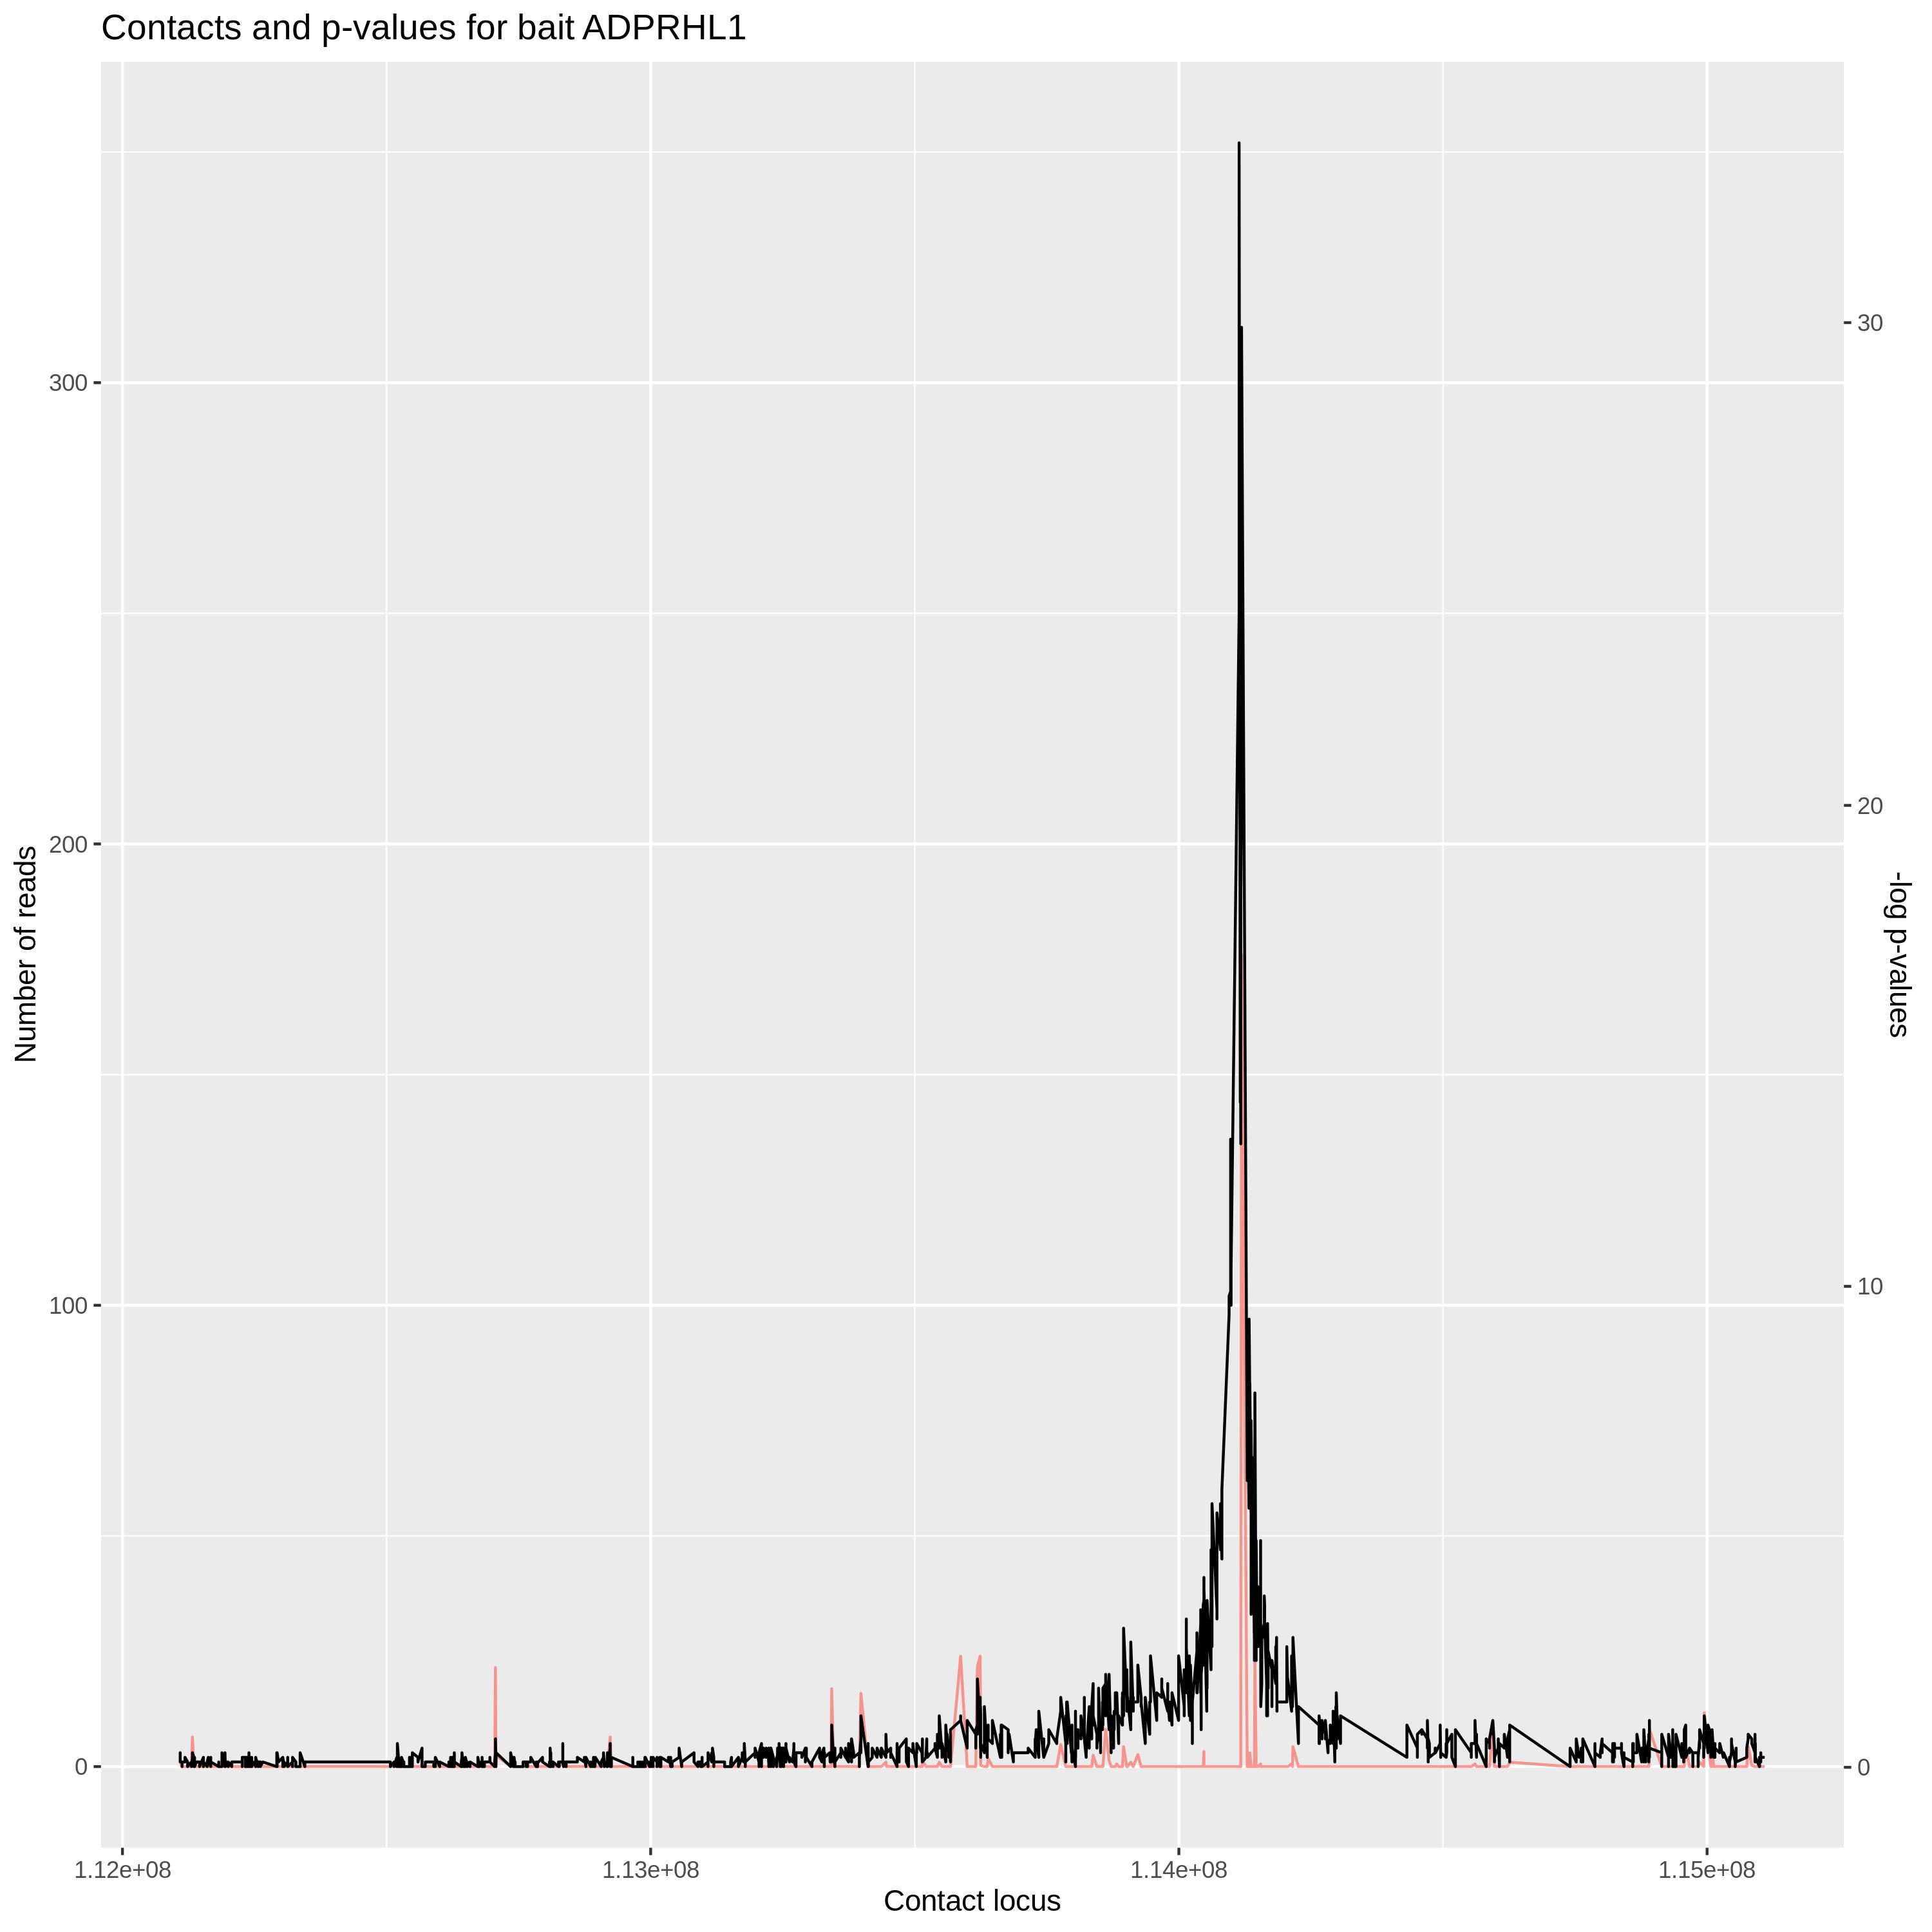 Contacts and p-values for bait ADPRHL1
300
200
100
0
Number of reads
30
20
10
0
-log p-values
1.12e+08
1.13e+08
1.14e+08
1.15e+08
Contact locus